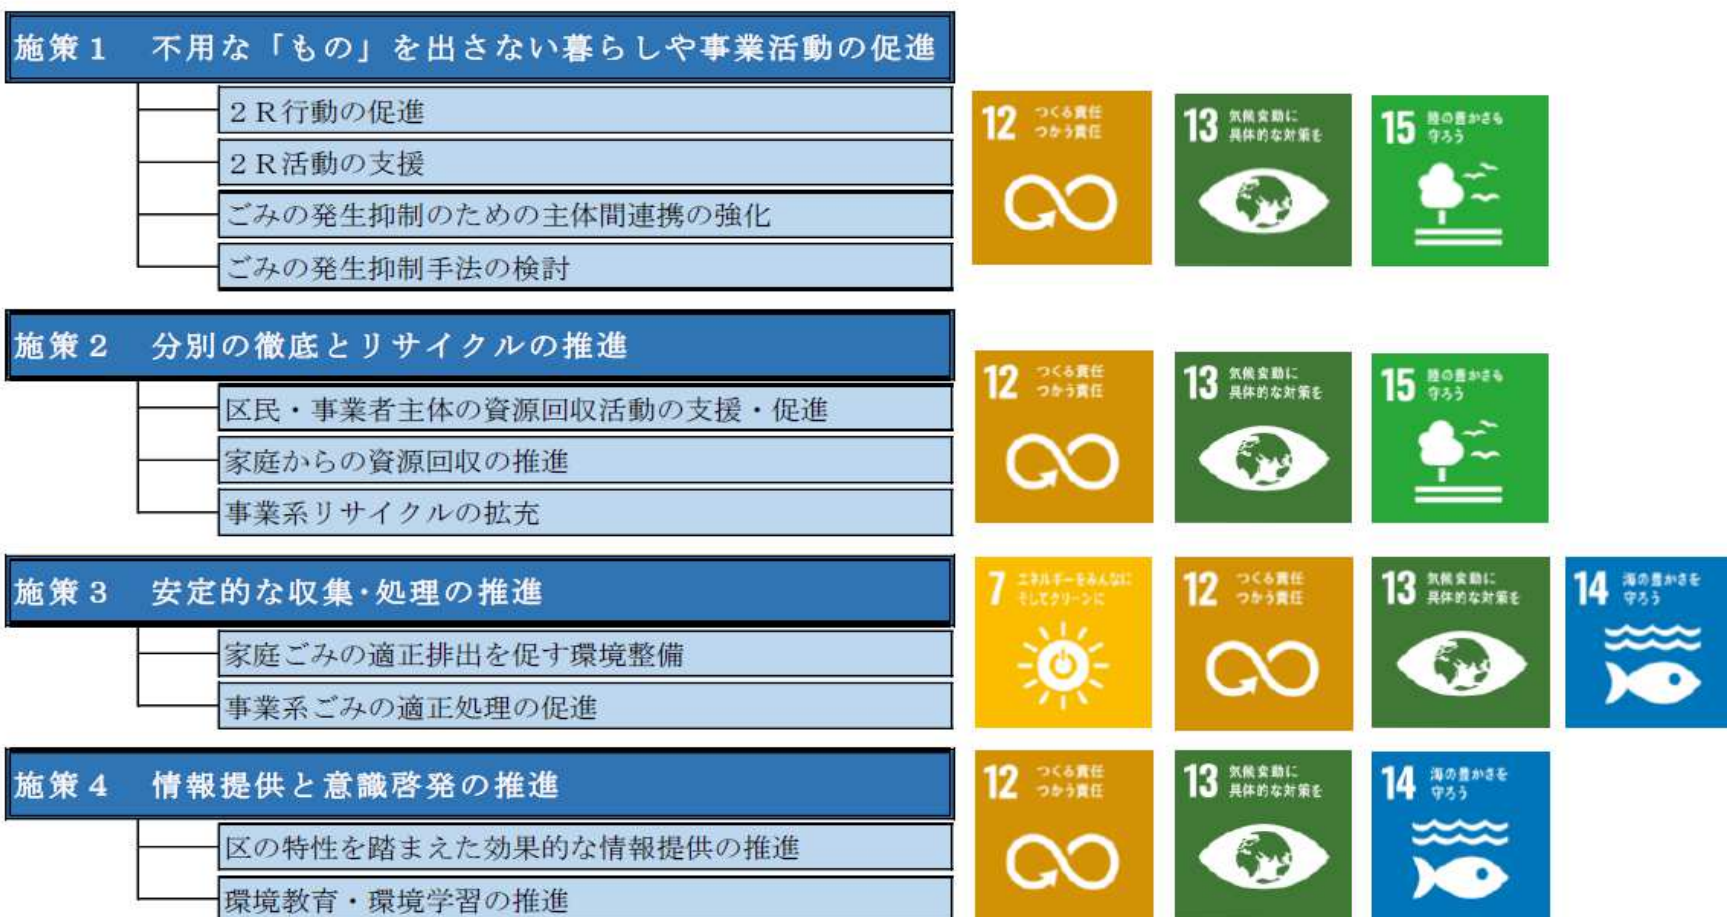 施策１　不用な「もの」を出さない暮らしや事業活動の促進
２Ｒ行動の促進
２Ｒ活動の支援
ごみの発生抑制のための主体間連携の強化
ごみの発生抑制手法の検討
12 つくる責任
つかう責任
13 気候変動に
具体的な対策を
15 陸の豊かさも
守ろう
施策２　分別の徹底とリサイクルの推進
区民・事業者主体の資源回収活動の支援・促進
家庭からの資源回収の推進
事業系リサイクルの拡充
12 つくる責任
つかう責任
13 気候変動に
具体的な対策を
15 陸の豊かさも
守ろう
施策３　安定的な収集･処理の推進
家庭ごみの適正排出を促す環境整備
事業系ごみの適正処理の促進
7 エネルギーをみんなに
そしてクリーンに
12 つくる責任
つかう責任
13 気候変動に
具体的な対策を
14 海の豊かさを
守ろう
施策４　情報提供と意識啓発の推進
区の特性を踏まえた効果的な情報提供の推進
環境教育・環境学習の推進
12 つくる責任
つかう責任
13 気候変動に
具体的な対策を
14 海の豊かさを
守ろう